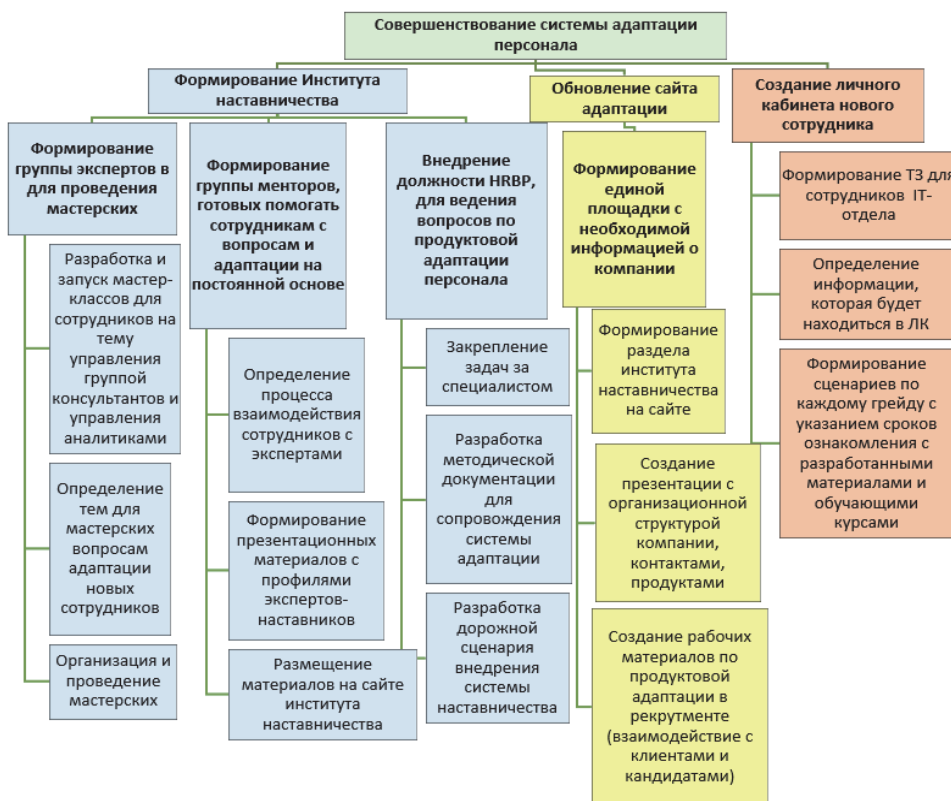 Совершенствование системы адаптации
персонала
Формирование Института
наставничества
Обновление сайта
адаптации
Создание личного
кабинета нового
сотрудника
Формирование
группы экспертов в
для проведения
мастерских
Разработка и
запуск мастер-
классов для
сотрудников на
тему
управления
группой
консультантов и
управления
аналитиками
Определение
тем для
мастерских
вопросам
адаптации
новых
сотрудников
Организация и
проведение
мастерских
Формирование
группы менторов,
готовых помогать
сотрудникам с
вопросам и
адаптации на
постоянной основе
Определение
процесса
взаимодействия
сотрудников с
экспертами
Формирование
презентационных
материалов с
профилями
экспертов-
наставников
Размещение
материалов на сайте
института
наставничества
Внедрение
должности HRBP,
для ведения
вопросов по
продуктовой
адаптации
персонала
Закрепление
задач за
специалистом
Разработка
методической
документации
для
сопровождения
системы
адаптации
Разработка
дорожной
сценария
внедрения
системы
наставничества
Формирование
единой
площадки с
необходимой
информацией о
компании
Формирование
раздела
института
наставничества
на сайте
Создание
презентации с
организационной
структурой
компании,
контактами,
продуктами
Создание рабочих
материалов по
продуктовой
адаптации в
рекрутменте
(взаимодействие с
клиентами и
кандидатами)
Формирование ТЗ для
сотрудников IT-
отдела
Определение
информации,
которая будет
находиться в ЛК
Формирование
сценариев по
каждому грейду с
указанием сроков
ознакомления с
разработанными
материалами и
обучающими
курсами